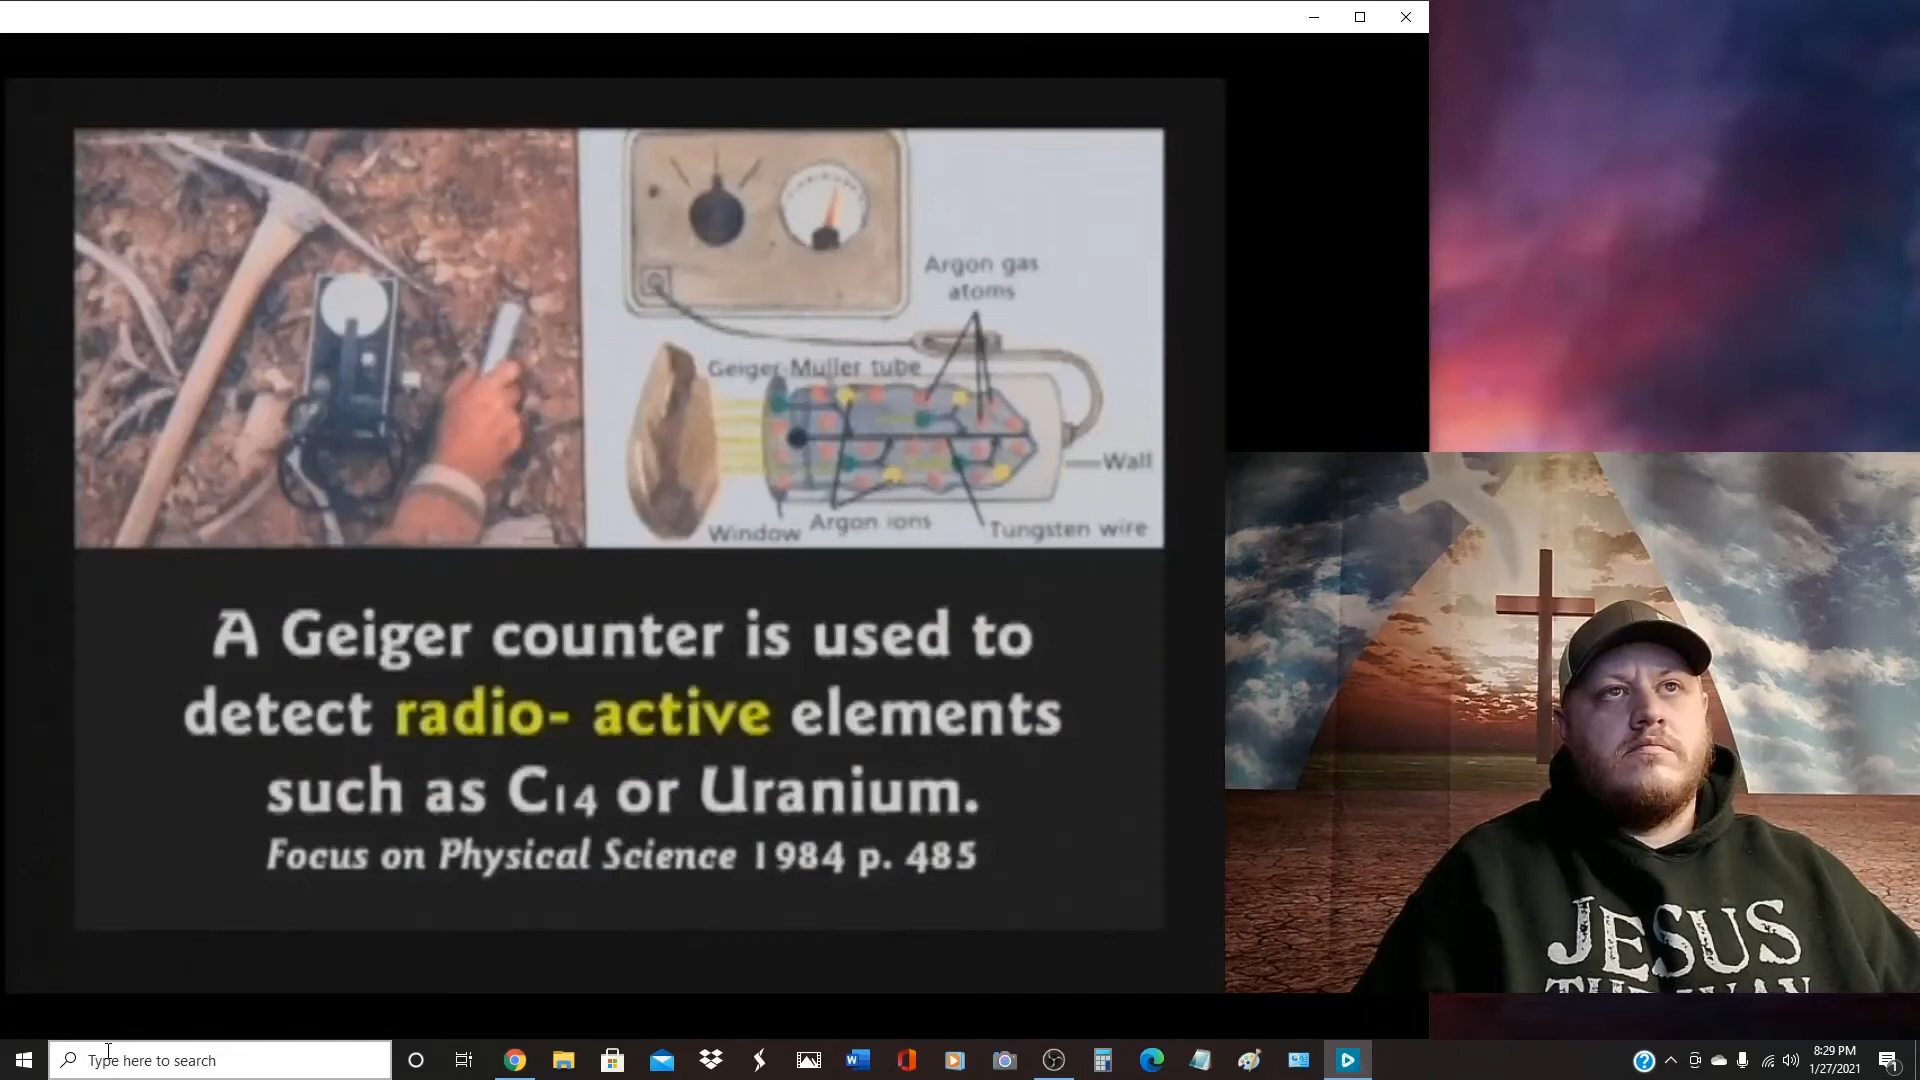 Argon gas
atoms
Geiger-Müller tube
Wall
Window
Argon ions
Tungsten wire
A Geiger counter is used to
detect radio- active elements
such as C14 or Uranium.
Focus on Physical Science 1984 p. 485
JESUS
Type here to search
8:29 PM
1/27/2021
1